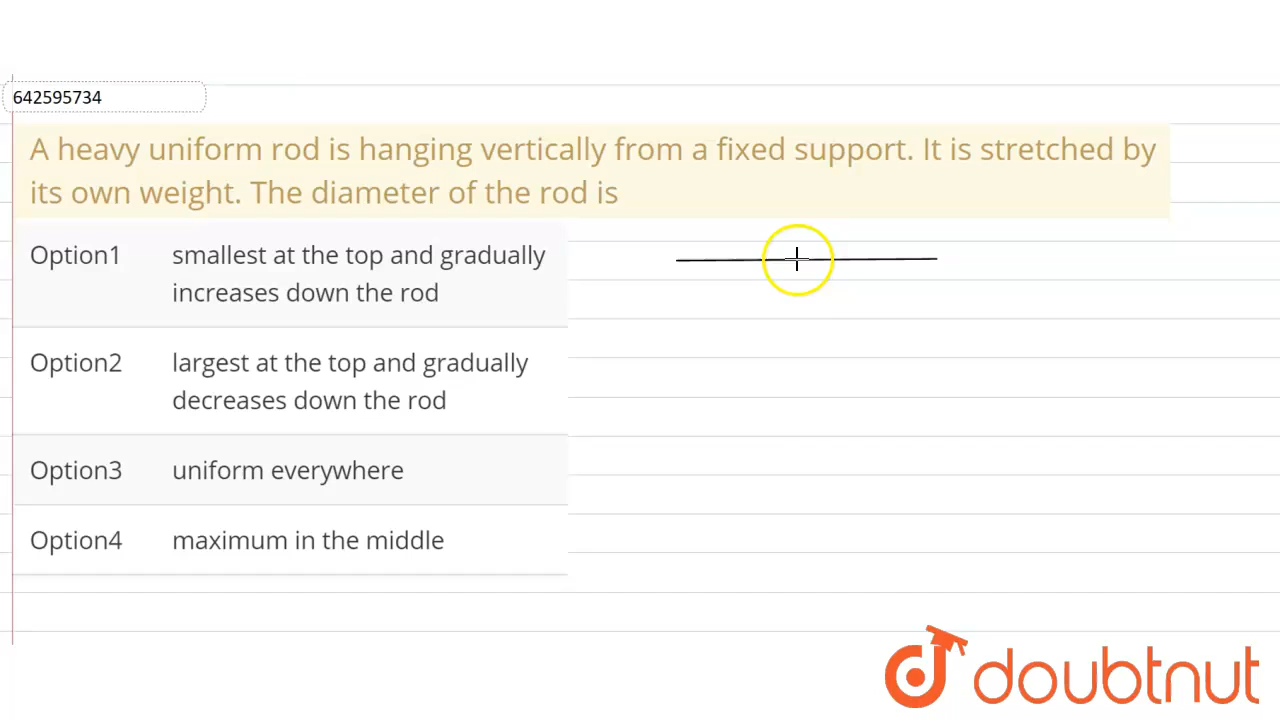 642595734
A heavy uniform rod is hanging vertically from a fixed support. It is stretched by
its own weight. The diameter of the rod is
Option1 smallest at the top and gradually
increases down the rod
Option2 largest at the top and gradually
decreases down the rod
Option3 uniform everywhere
Option4 maximum in the middle
doubtnut